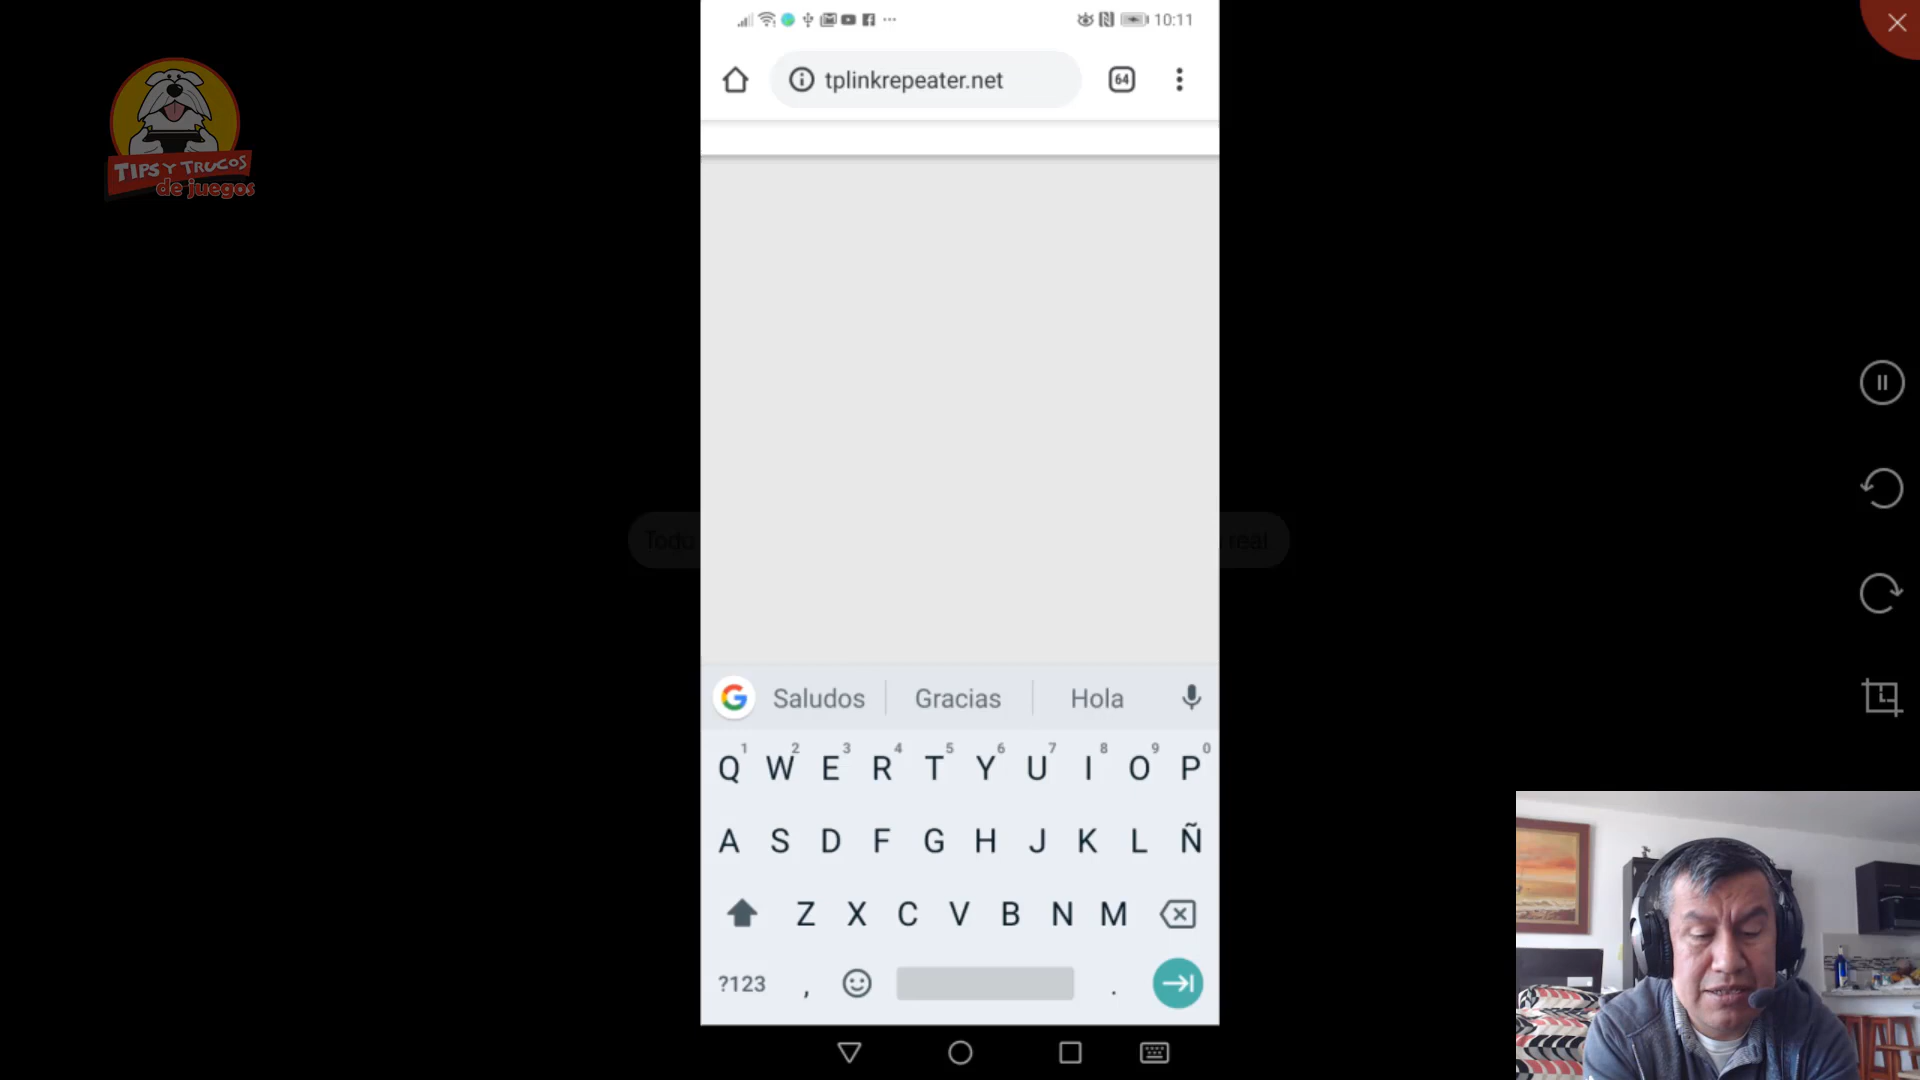 10:11
tplinkrepeater.net
64
TIPS Y TRUCOS
de juegos
real
Saludos
Gracias
Hola
1 2 3 4 5 6 7 8 9 0
Q W E R T Y U I O P
A S D F G H J K L Ñ
Z X C V B N M
?123 , .